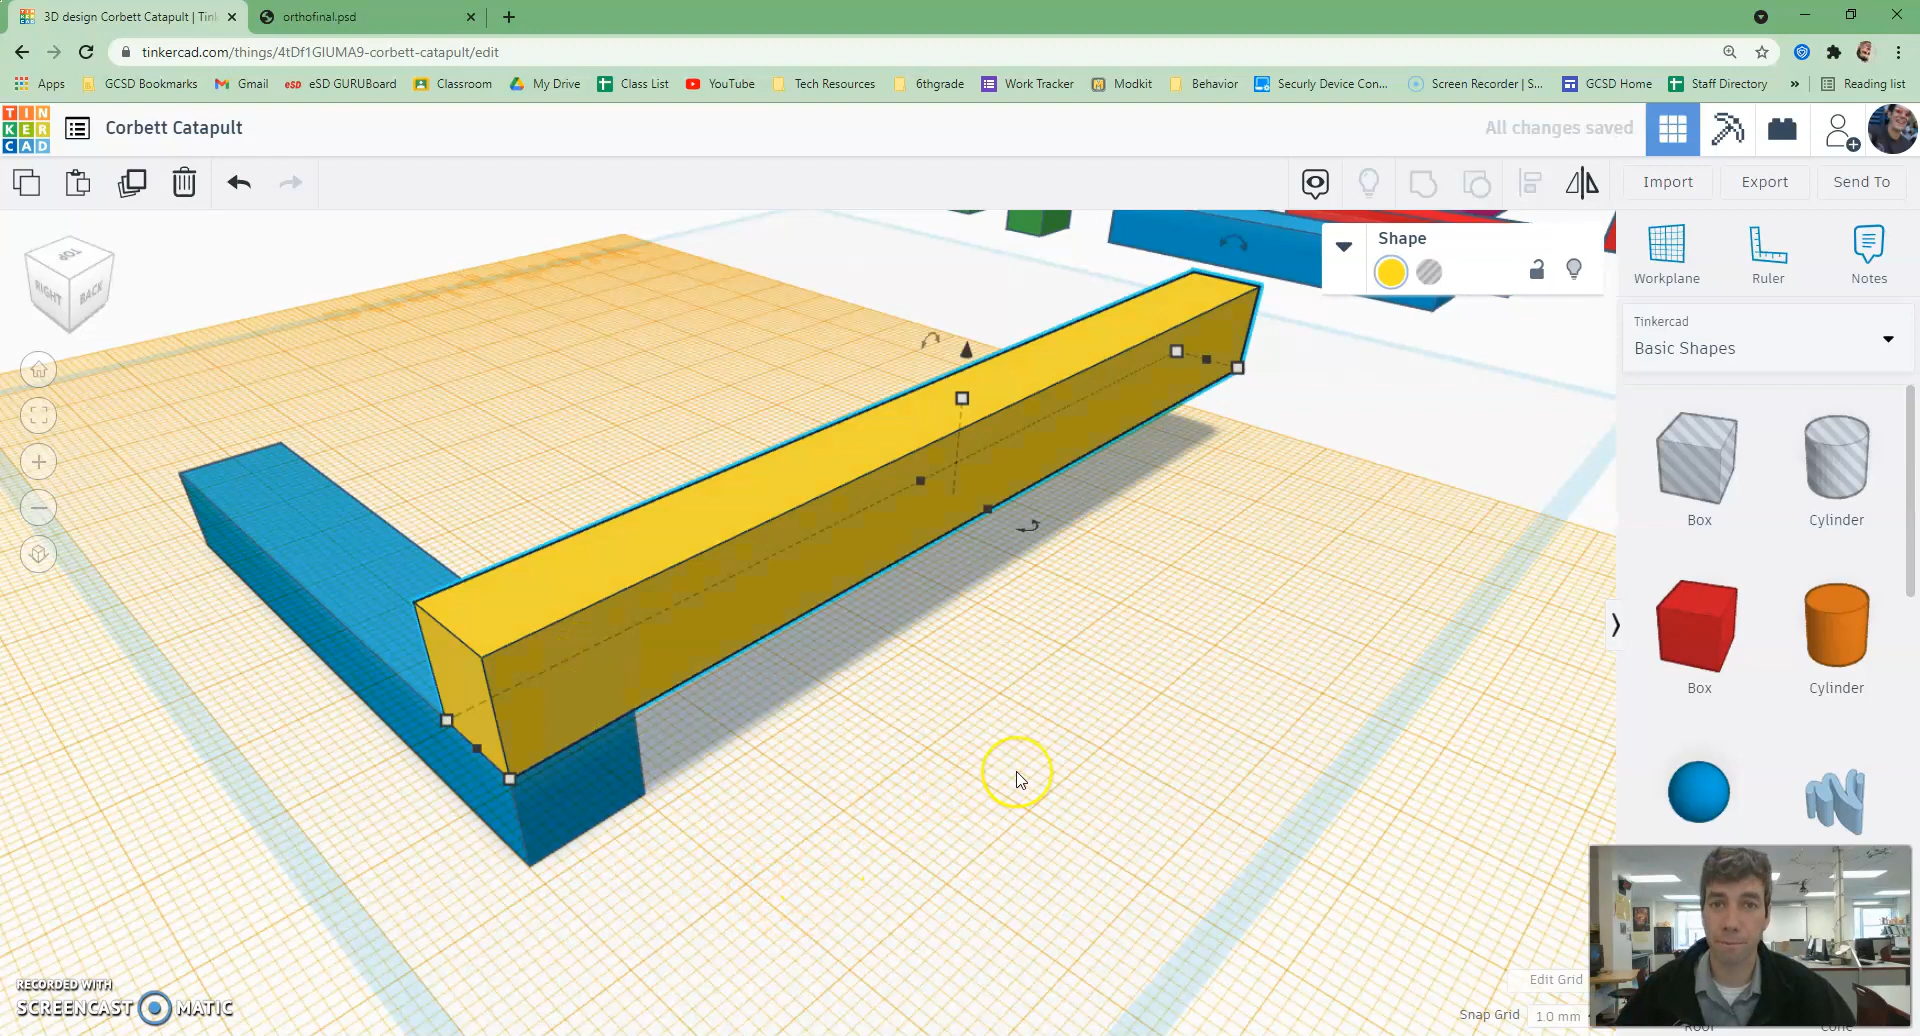 3D design Corbett Catapult | Tin
orthofinal.psd
tinkercad.com/things/4tDf1GIUMA9-corbett-catapult/edit
Apps GCSD Bookmarks Gmail eSD eSD GURUBoard Classroom My Drive Class List YouTube Tech Resources 6thgrade Work Tracker Modkit Behavior Securly Device Con... Screen Recorder | S... GCSD Home Staff Directory » Reading list
TIN
KER
CAD
Corbett Catapult
All changes saved
Import Export Send To
TOP
RIGHT BACK
Shape
Workplane Ruler Notes
Tinkercad
Basic Shapes
Box Cylinder
Box Cylinder
RECORDED WITH
SCREENCAST MATIC
Edit Grid
Snap Grid 1.0 mm